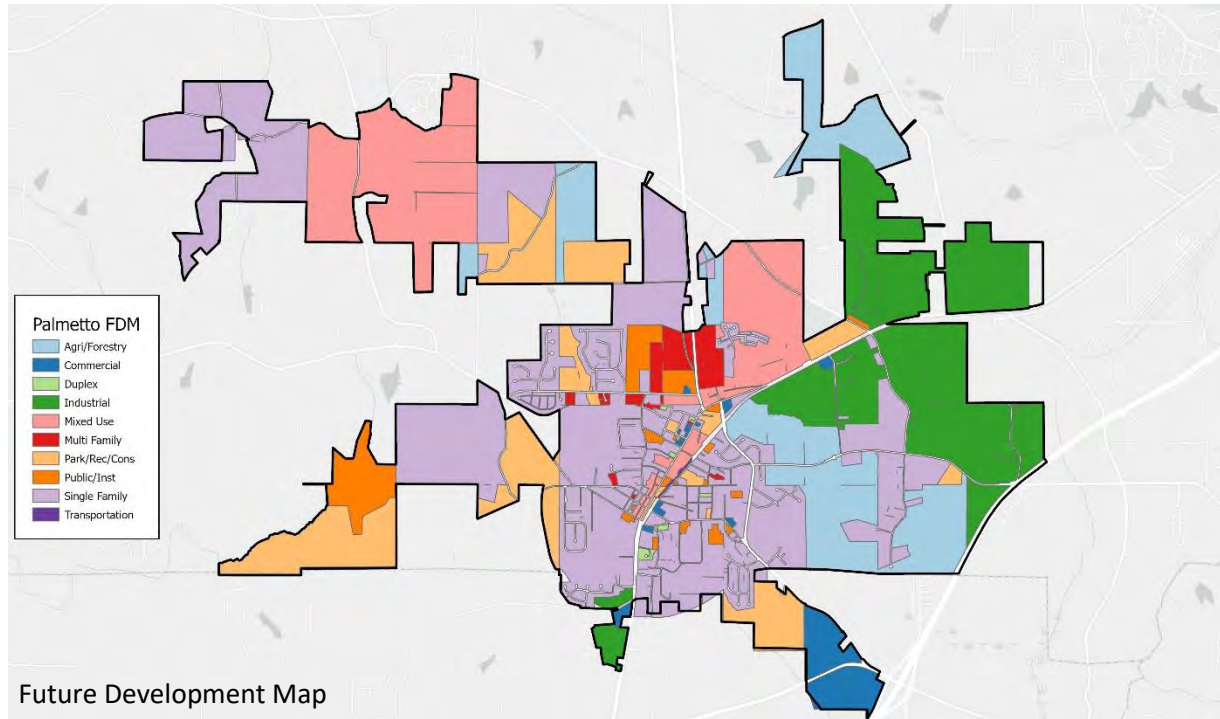 Palmetto FDM
Agri/Forestry
Commercial
Duplex
Industrial
Mixed Use
Multi Family
Park/Rec/Cons
Public/Inst
Single Family
Transportation
Future Development Map